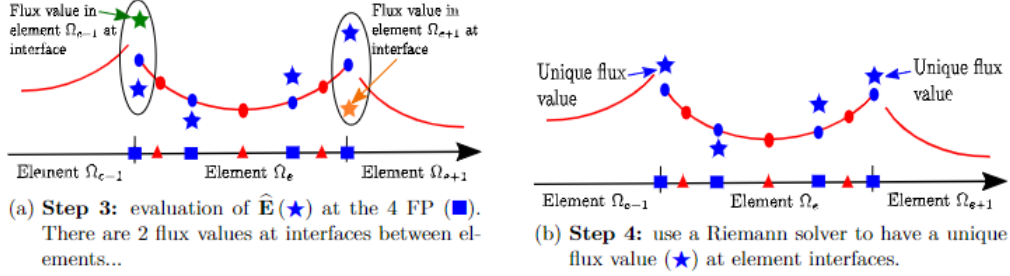 Flux value in
element Ω_{e−1} at
interface
Flux value in
element Ω_{e+1} at
interface
Element Ω_{e−1} Element Ω_e Element Ω_{e+1}
(a) Step 3: evaluation of Ê(★) at the 4 FP (■).
There are 2 flux values at interfaces between el-
ements...
Unique flux
value
Unique flux
value
Element Ω_{e−1} Element Ω_e Element Ω_{e+1}
(b) Step 4: use a Riemann solver to have a unique
flux value (★) at element interfaces.